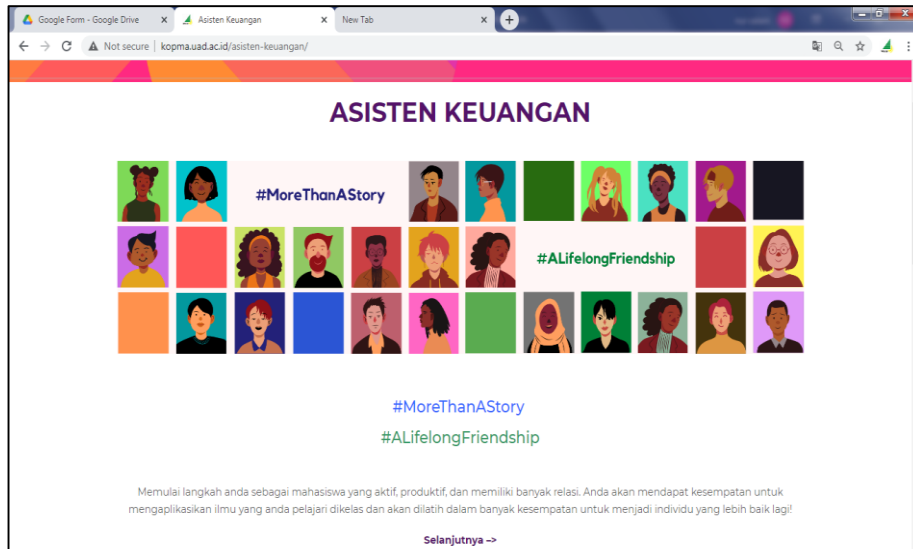 Google Form - Google Drive
Asisten Keuangan
New Tab
Not secure | kopma.uad.ac.id/asisten-keuangan/
ASISTEN KEUANGAN
#MoreThanAStory
#ALifelongFriendship
#MoreThanAStory
#ALifelongFriendship
Memulai langkah anda sebagai mahasiswa yang aktif, produktif, dan memiliki banyak relasi. Anda akan mendapat kesempatan untuk
mengaplikasikan ilmu yang anda pelajari dikelas dan akan dilatih dalam banyak kesempatan untuk menjadi individu yang lebih baik lagi!
Selanjutnya ->